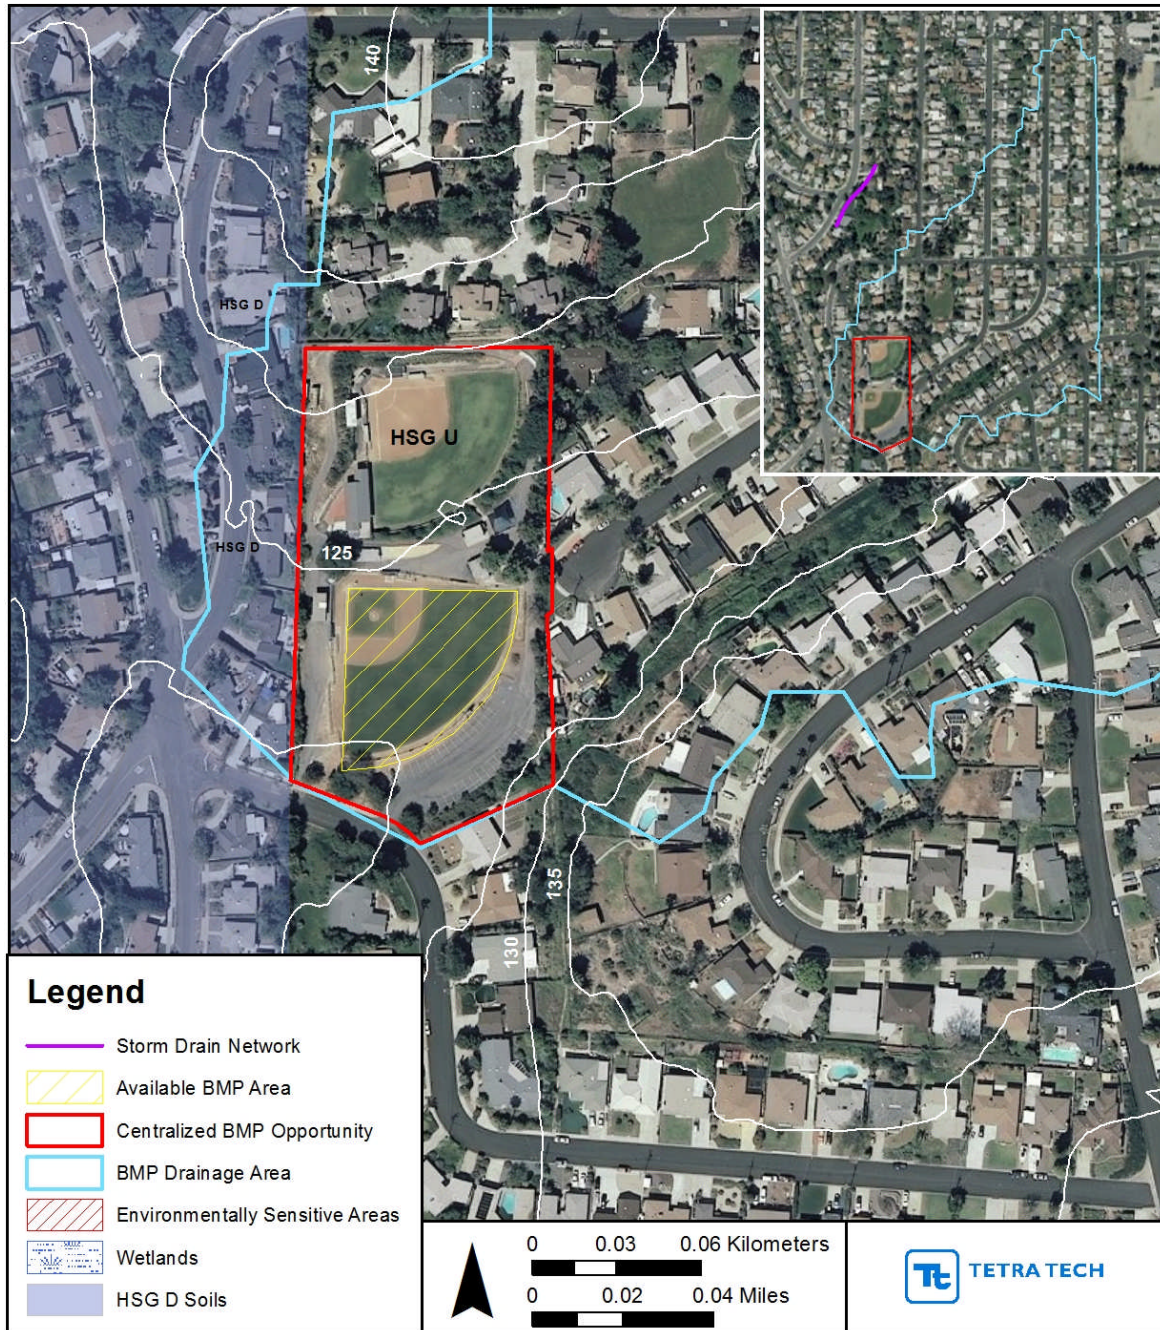 140
HSG D
HSG U
HSG D
125
135
130
Legend
Storm Drain Network
Available BMP Area
Centralized BMP Opportunity
BMP Drainage Area
Environmentally Sensitive Areas
Wetlands
HSG D Soils
0 0.03 0.06 Kilometers
0 0.02 0.04 Miles
Tt TETRA TECH